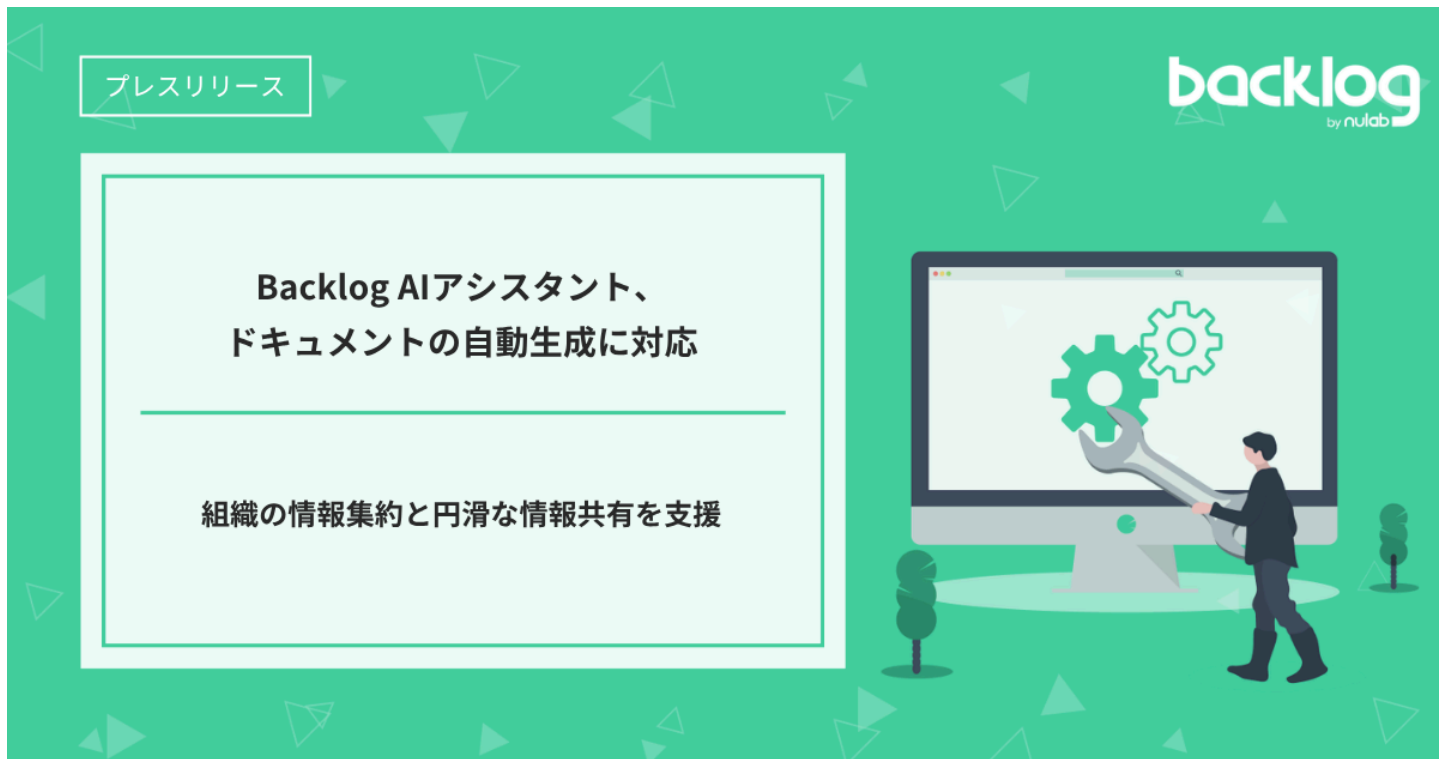 プレスリリース
backlog
by nulab
Backlog AIアシスタント、
ドキュメントの自動生成に対応
組織の情報集約と円滑な情報共有を支援